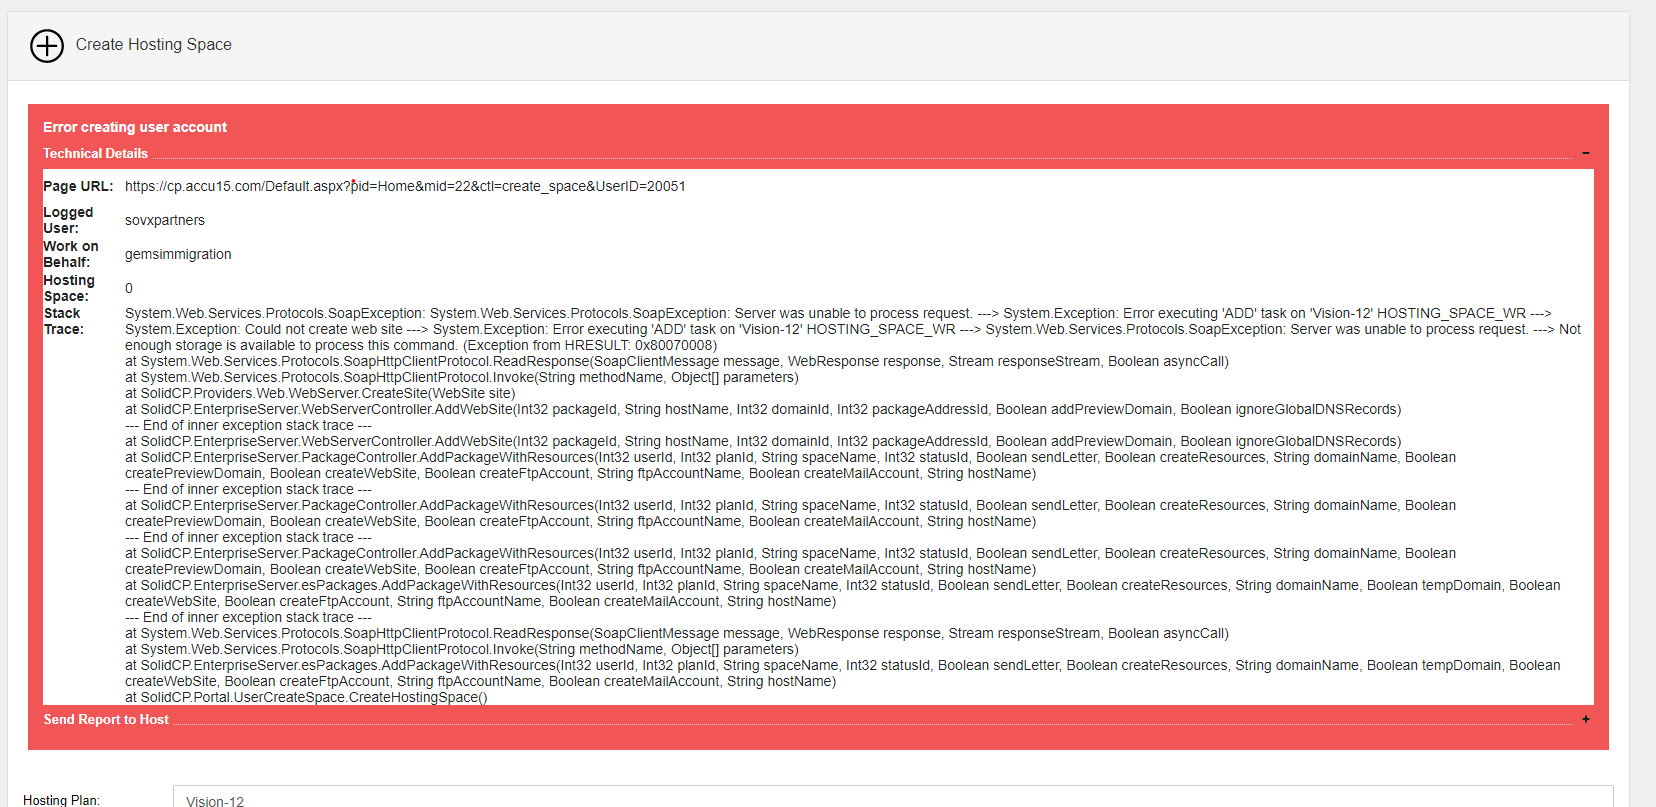 Create Hosting Space
Error creating user account
Technical Details
Page URL: https://cp.accu15.com/Default.aspx?pid=Home&mid=22&ctl=create_space&UserID=20051
Logged User: sovxpartners
Work on Behalf: gemsimmigration
Hosting Space: 0
Stack Trace: System.Web.Services.Protocols.SoapException: System.Web.Services.Protocols.SoapException: Server was unable to process request. ---> System.Exception: Error executing 'ADD' task on 'Vision-12' HOSTING_SPACE_WR --->
System.Exception: Could not create web site ---> System.Exception: Error executing 'ADD' task on 'Vision-12' HOSTING_SPACE_WR ---> System.Web.Services.Protocols.SoapException: Server was unable to process request. ---> Not
enough storage is available to process this command. (Exception from HRESULT: 0x80070008)
at System.Web.Services.Protocols.SoapHttpClientProtocol.ReadResponse(SoapClientMessage message, WebResponse response, Stream responseStream, Boolean asyncCall)
at System.Web.Services.Protocols.SoapHttpClientProtocol.Invoke(String methodName, Object[] parameters)
at SolidCP.Providers.Web.WebServer.CreateSite(WebSite site)
at SolidCP.EnterpriseServer.WebServerController.AddWebSite(Int32 packageId, String hostName, Int32 domainId, Int32 packageAddressId, Boolean addPreviewDomain, Boolean ignoreGlobalDNSRecords)
--- End of inner exception stack trace ---
at SolidCP.EnterpriseServer.WebServerController.AddWebSite(Int32 packageId, String hostName, Int32 domainId, Int32 packageAddressId, Boolean addPreviewDomain, Boolean ignoreGlobalDNSRecords)
at SolidCP.EnterpriseServer.PackageController.AddPackageWithResources(Int32 userId, Int32 planId, String spaceName, Int32 statusId, Boolean sendLetter, Boolean createResources, String domainName, Boolean
createPreviewDomain, Boolean createWebSite, Boolean createFtpAccount, String ftpAccountName, Boolean createMailAccount, String hostName)
--- End of inner exception stack trace ---
at SolidCP.EnterpriseServer.PackageController.AddPackageWithResources(Int32 userId, Int32 planId, String spaceName, Int32 statusId, Boolean sendLetter, Boolean createResources, String domainName, Boolean
createPreviewDomain, Boolean createWebSite, Boolean createFtpAccount, String ftpAccountName, Boolean createMailAccount, String hostName)
--- End of inner exception stack trace ---
at SolidCP.EnterpriseServer.PackageController.AddPackageWithResources(Int32 userId, Int32 planId, String spaceName, Int32 statusId, Boolean sendLetter, Boolean createResources, String domainName, Boolean
createPreviewDomain, Boolean createWebSite, Boolean createFtpAccount, String ftpAccountName, Boolean createMailAccount, String hostName)
at SolidCP.EnterpriseServer.esPackages.AddPackageWithResources(Int32 userId, Int32 planId, String spaceName, Int32 statusId, Boolean sendLetter, Boolean createResources, String domainName, Boolean tempDomain, Boolean
createWebSite, Boolean createFtpAccount, String ftpAccountName, Boolean createMailAccount, String hostName)
--- End of inner exception stack trace ---
at System.Web.Services.Protocols.SoapHttpClientProtocol.ReadResponse(SoapClientMessage message, WebResponse response, Stream responseStream, Boolean asyncCall)
at System.Web.Services.Protocols.SoapHttpClientProtocol.Invoke(String methodName, Object[] parameters)
at SolidCP.EnterpriseServer.esPackages.AddPackageWithResources(Int32 userId, Int32 planId, String spaceName, Int32 statusId, Boolean sendLetter, Boolean createResources, String domainName, Boolean tempDomain, Boolean
createWebSite, Boolean createFtpAccount, String ftpAccountName, Boolean createMailAccount, String hostName)
at SolidCP.Portal.UserCreateSpace.CreateHostingSpace()
Send Report to Host
Hosting Plan: Vision-12